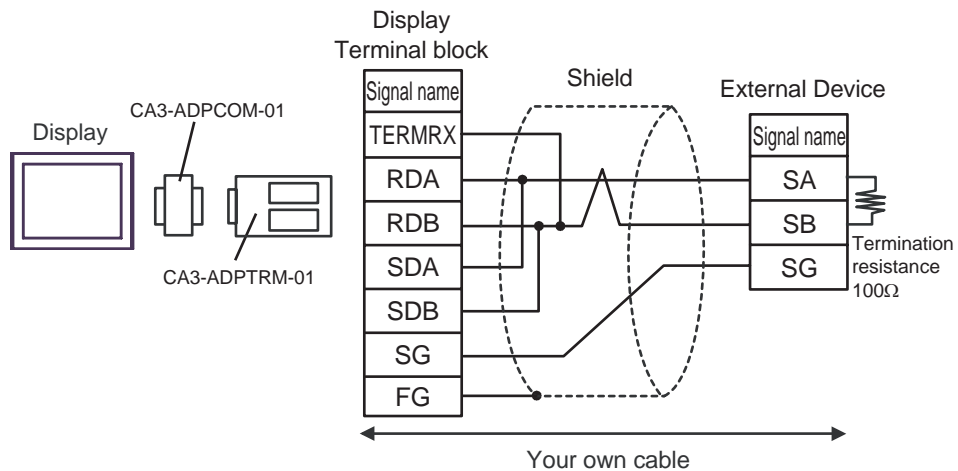 Display
Terminal block
Shield
External Device
CA3-ADPCOM-01
Display
CA3-ADPTRM-01
Signal name
TERMRX
RDA
RDB
SDA
SDB
SG
FG
Signal name
SA
SB
SG
Termination
resistance
100Ω
Your own cable